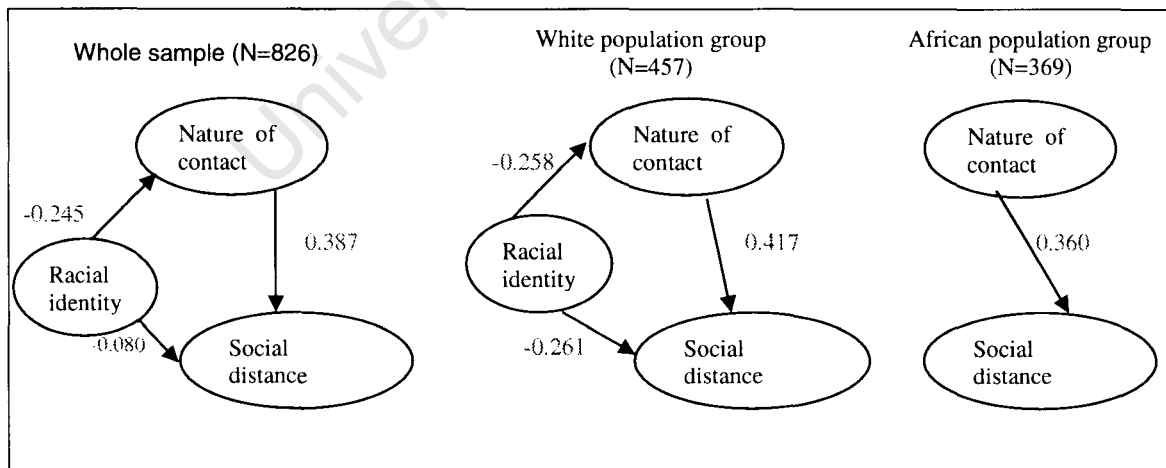 Univer
Whole sample (N=826)
Nature of
contact
-0.245
0.387
Racial
identity
-0.080
Social
distance
White population group
(N=457)
Nature of
contact
-0.258
0.417
Racial
identity
-0.261
Social
distance
African population group
(N=369)
Nature of
contact
0.360
Social
distance